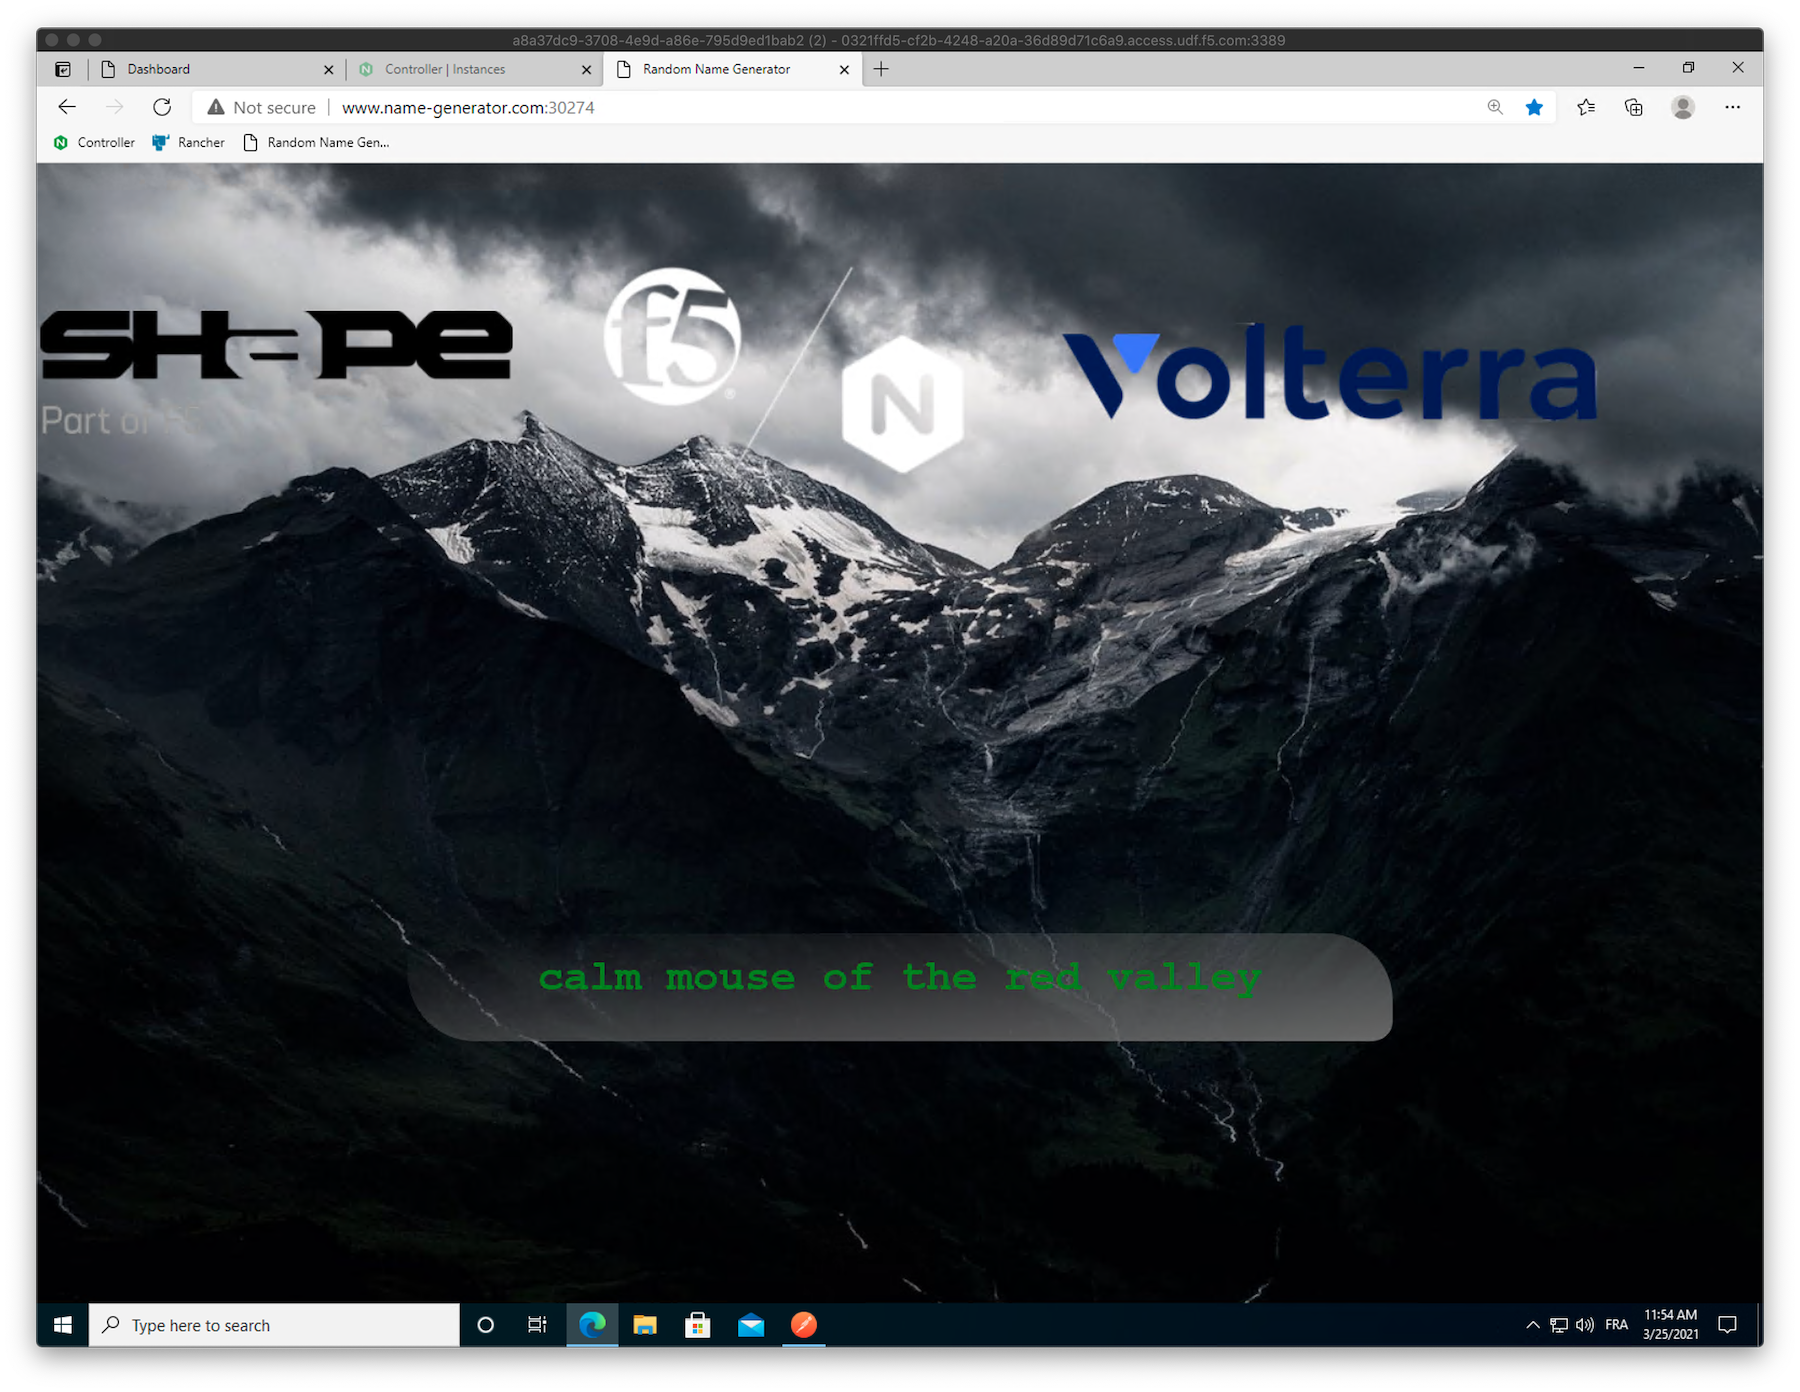 a8a37dc9-3708-4e9d-a86e-795d9ed1bab2 (2) - 0321ffd5-cf2b-4248-a20a-36d89d71c6a9.access.udf.f5.com:3389
Dashboard
Controller | Instances
Random Name Generator
Not secure
www.name-generator.com:30274
Controller
Rancher
Random Name Gen...
SHAPE
Part of F5
f5
N
Volterra
calm mouse of the red valley
Type here to search
FRA
11:54 AM
3/25/2021